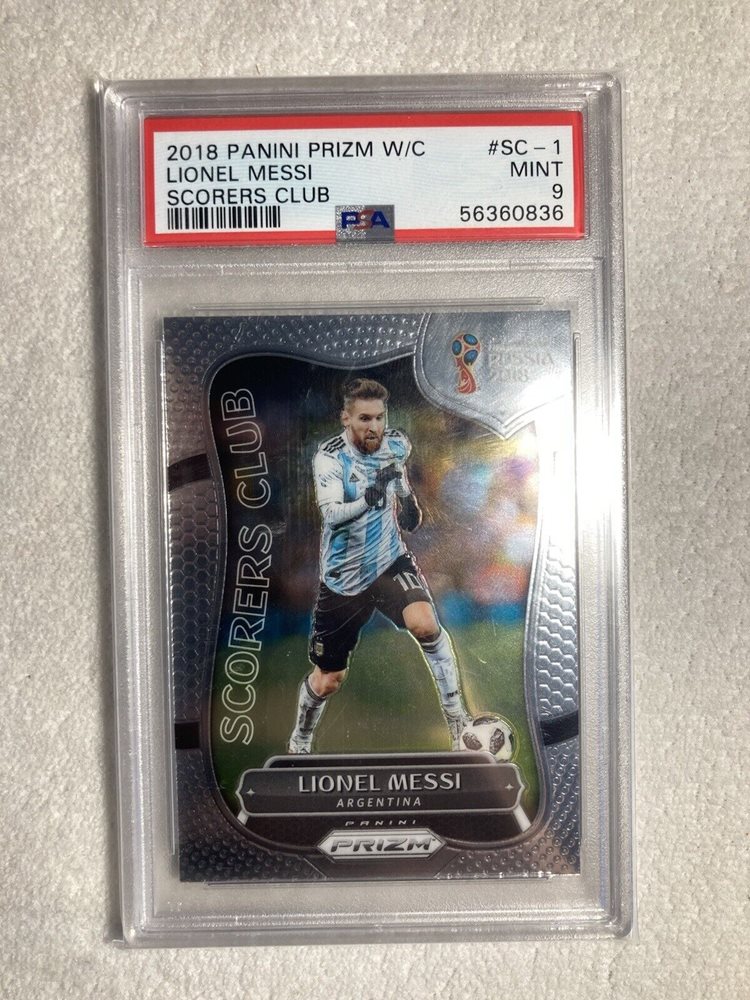 2018 PANINI PRIZM W/C #SC-1
LIONEL MESSI MINT
SCORERS CLUB 9
PSA 56360836
RUSSIA
2018
SCORERS CLUB
10
LIONEL MESSI
ARGENTINA
PANINI
PRIZM